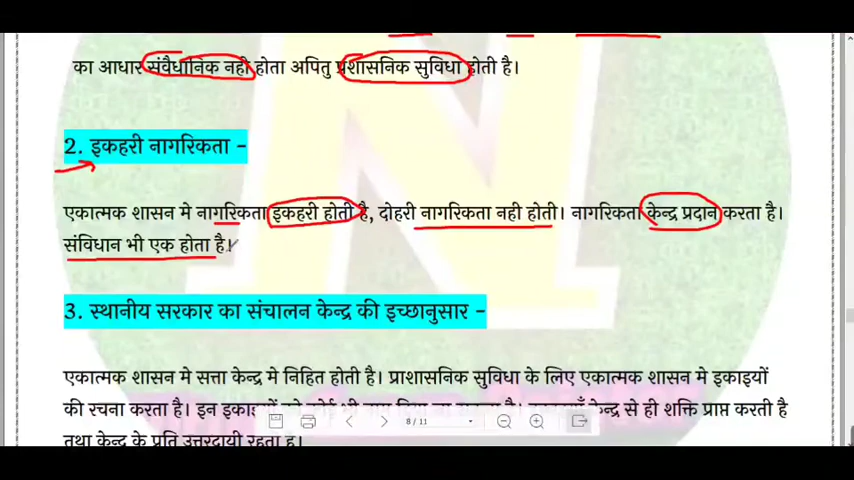 का आधार संवैधानिक नही होता अपितु प्रशासनिक सुविधा होती है।
2. इकहरी नागरिकता -
एकात्मक शासन मे नागरिकता इकहरी होती है, दोहरी नागरिकता नही होती। नागरिकता केन्द्र प्रदान करता है।
संविधान भी एक होता है।
3. स्थानीय सरकार का संचालन केन्द्र की इच्छानुसार -
एकात्मक शासन मे सत्ता केन्द्र मे निहित होती है। प्राशासनिक सुविधा के लिए एकात्मक शासन मे इकाइयों
की रचना करता है। इन इकाइयों को कोई भी केन्द्र से ही शक्ति प्राप्त करती है
तथा केन्द्र के प्रति उत्तरदायी रहता है।
8 / 11